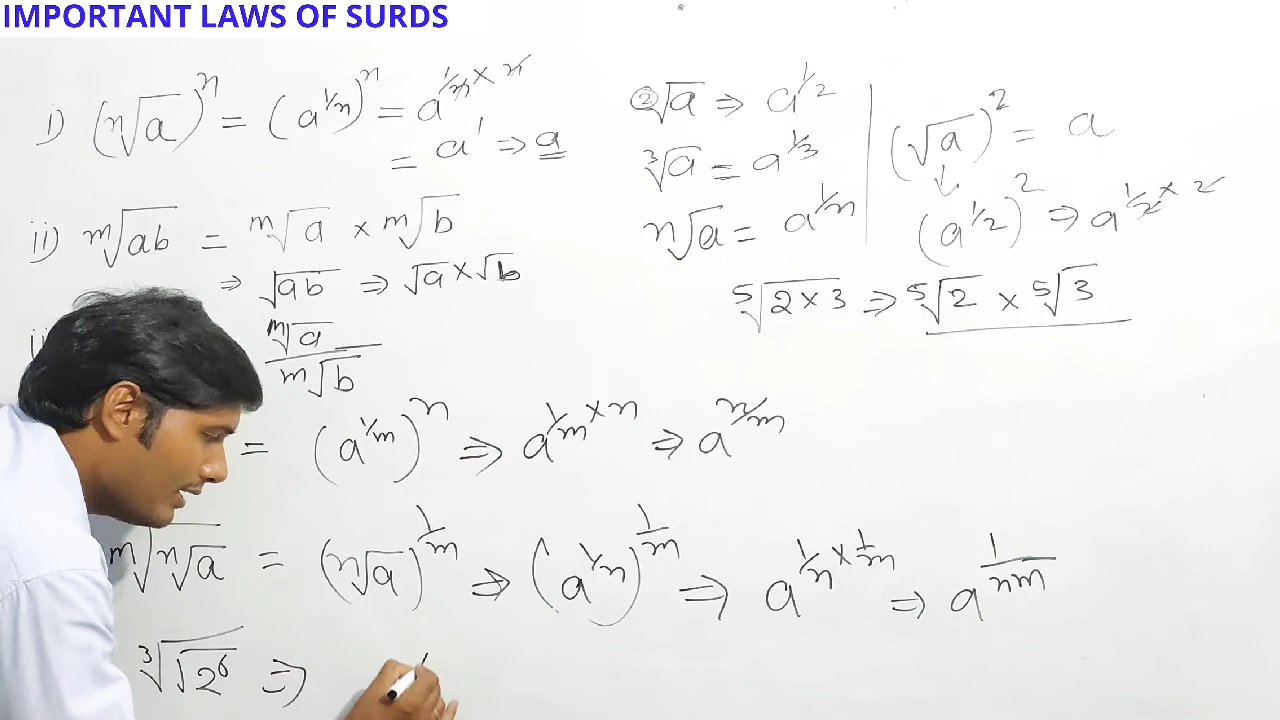 IMPORTANT LAWS OF SURDS
i) (ⁿ√a)ⁿ = (a^1/n)ⁿ = a^1/n × n
= a¹ ⇒ a
ii) ᵐ√ab = ᵐ√a × ᵐ√b
⇒ √ab ⇒ √a × √b
ᵐ√a / ᵐ√b
= (a^1/m)ⁿ ⇒ a^1/m × n ⇒ a^n/m
ᵐ√ⁿ√a = (ⁿ√a)^1/m ⇒ (a^1/n)^1/m ⇒ a^1/n × 1/m ⇒ a^1/nm
³√√2⁶ ⇒
²√a ⇒ a^1/2
³√a = a^1/3
ⁿ√a = a^1/n
(√a)² = a
↓
(a^1/2)² ⇒ a^1/2 × 2
⁵√2×3 ⇒ ⁵√2 × ⁵√3